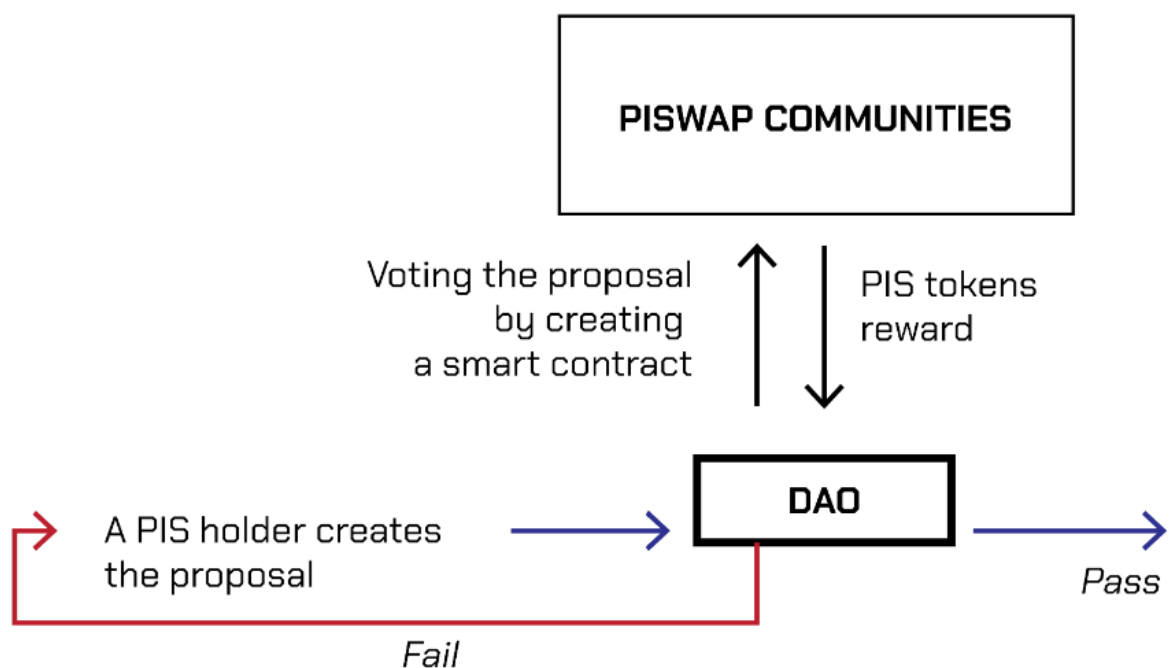 PISWAP COMMUNITIES
Voting the proposal
by creating
a smart contract
PIS tokens
reward
DAO
A PIS holder creates
the proposal
Pass
Fail